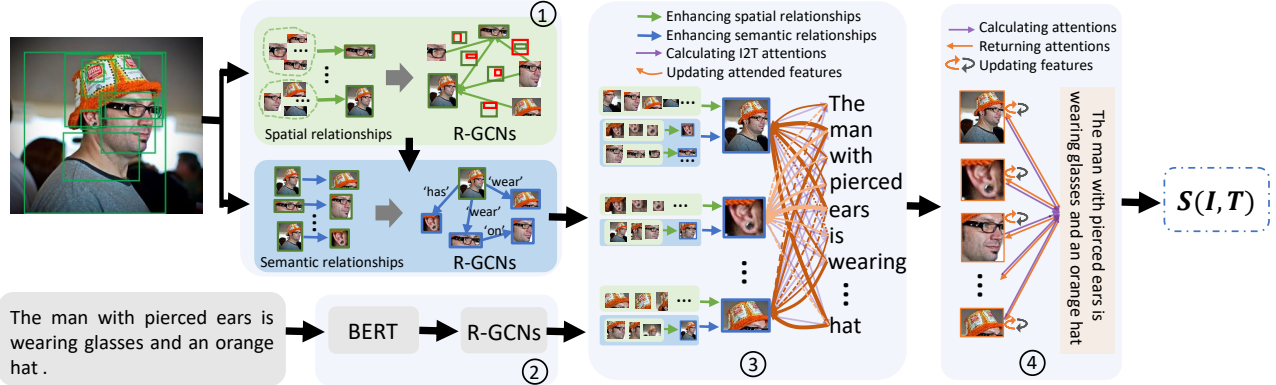 ①
Spatial relationships
R-GCNs
Semantic relationships
'has'
'wear'
'wear'
'on'
R-GCNs
The man with pierced ears is
wearing glasses and an orange
hat .
BERT
R-GCNs
②
Enhancing spatial relationships
Enhancing semantic relationships
Calculating I2T attentions
Updating attended features
The
man
with
pierced
ears
is
wearing
hat
③
Calculating attentions
Returning attentions
Updating features
The man with pierced ears is
wearing glasses and an orange hat
④
S(I,T)